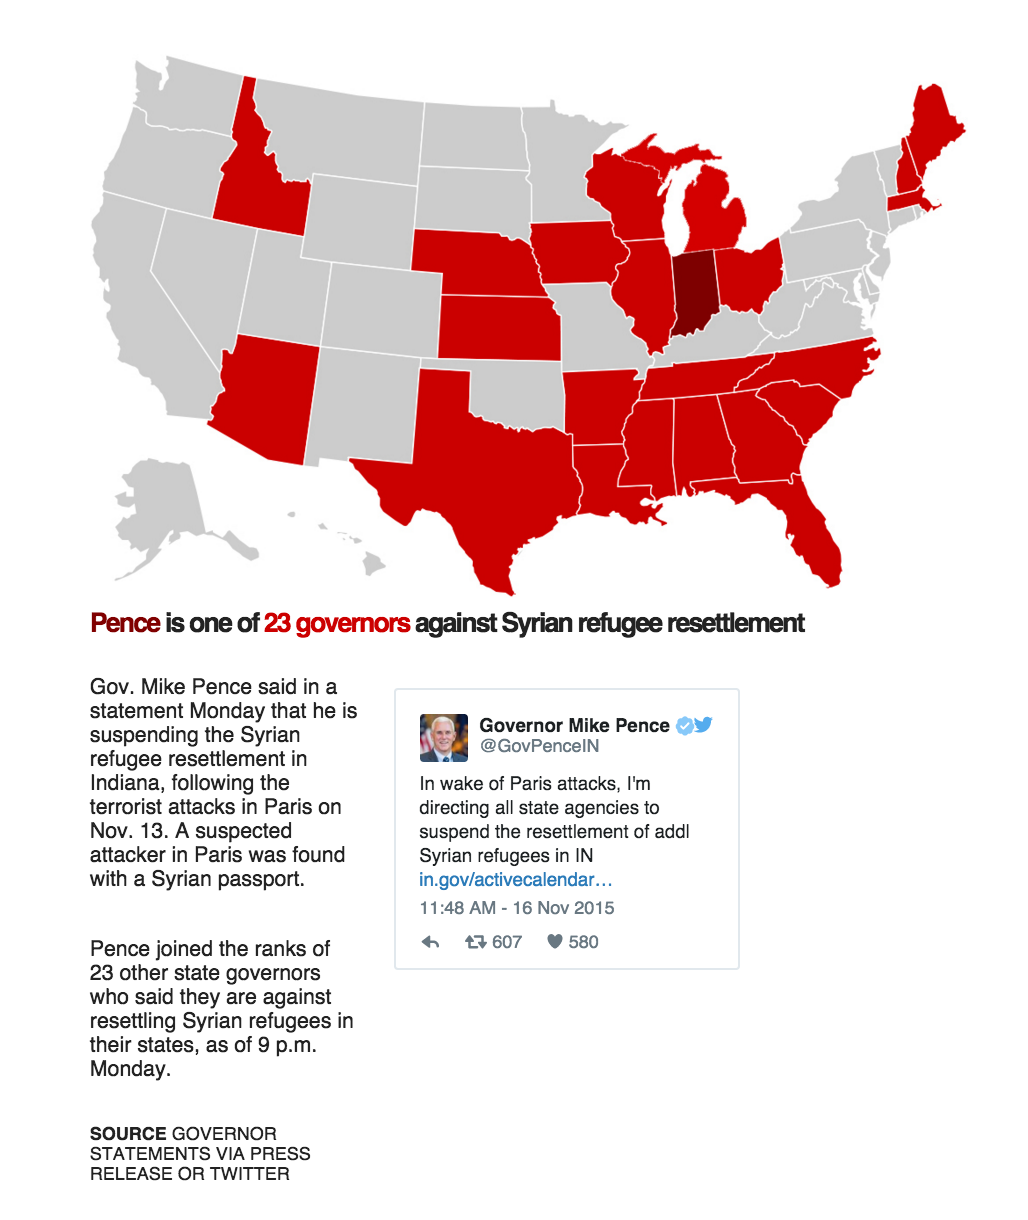 Pence is one of 23 governors against Syrian refugee resettlement
Gov. Mike Pence said in a
statement Monday that he is
suspending the Syrian
refugee resettlement in
Indiana, following the
terrorist attacks in Paris on
Nov. 13. A suspected
attacker in Paris was found
with a Syrian passport.
Pence joined the ranks of
23 other state governors
who said they are against
resettling Syrian refugees in
their states, as of 9 p.m.
Monday.
SOURCE GOVERNOR
STATEMENTS VIA PRESS
RELEASE OR TWITTER
Governor Mike Pence
@GovPenceIN
In wake of Paris attacks, I'm
directing all state agencies to
suspend the resettlement of addl
Syrian refugees in IN
in.gov/activecalendar…
11:48 AM - 16 Nov 2015
607 580